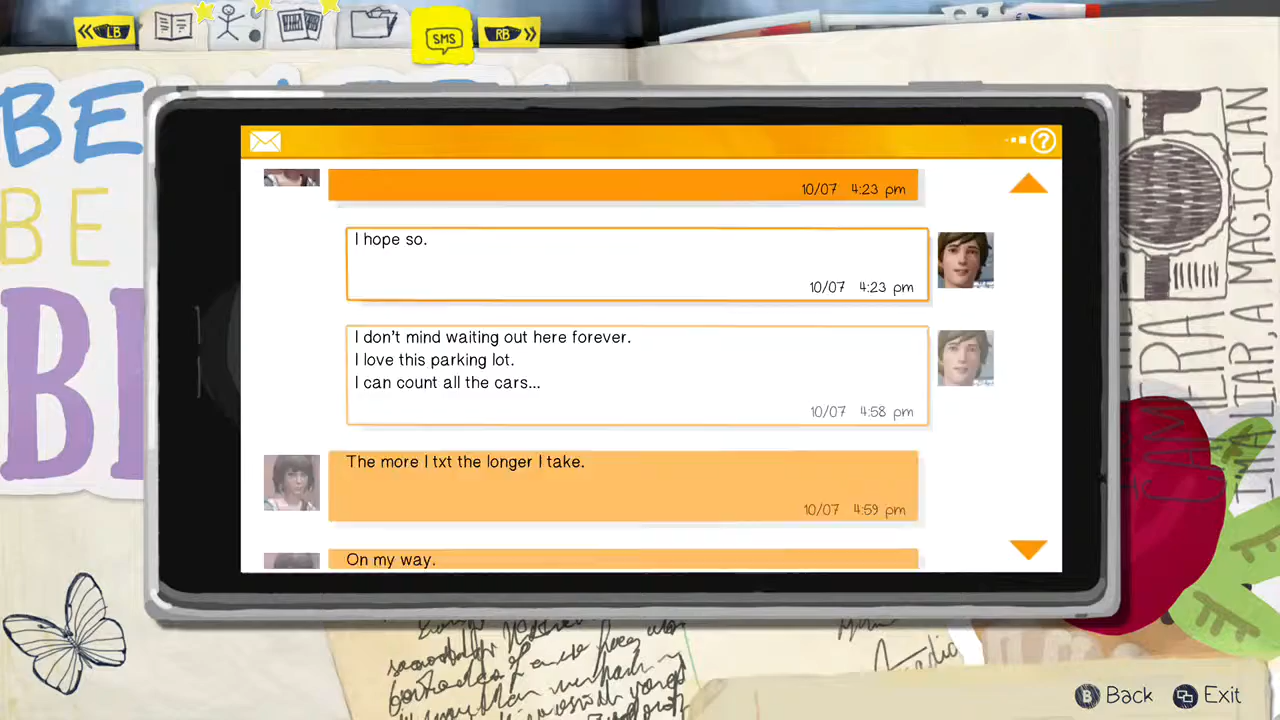 LB
SMS
RB
BE
BE
10/07 4:23 pm
I hope so.
10/07 4:23 pm
I don't mind waiting out here forever.
I love this parking lot.
I can count all the cars...
10/07 4:58 pm
The more I txt the longer I take.
10/07 4:59 pm
On my way.
CAMERA
A MAGICIAN
B Back
Exit